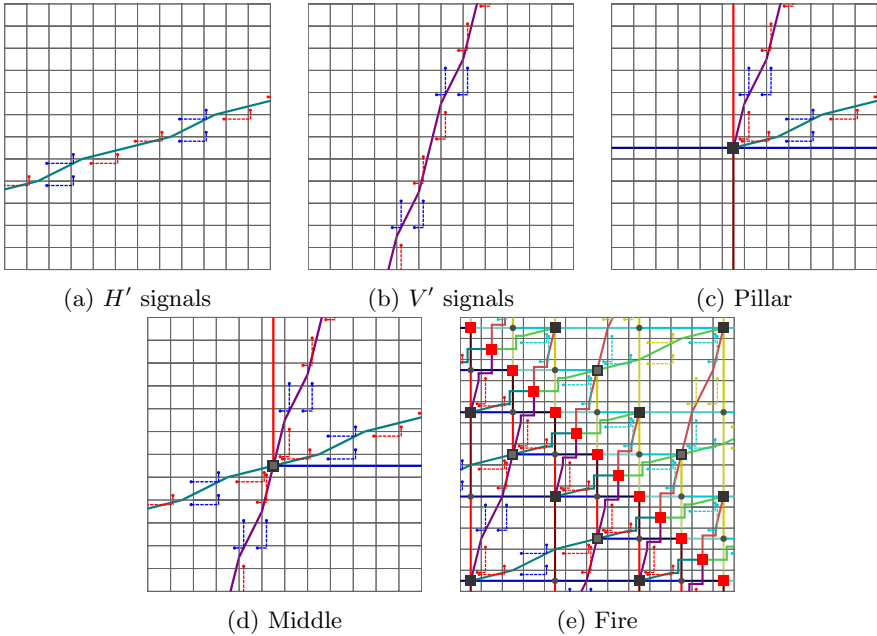 (a) H′ signals
(b) V′ signals
(c) Pillar
(d) Middle
(e) Fire